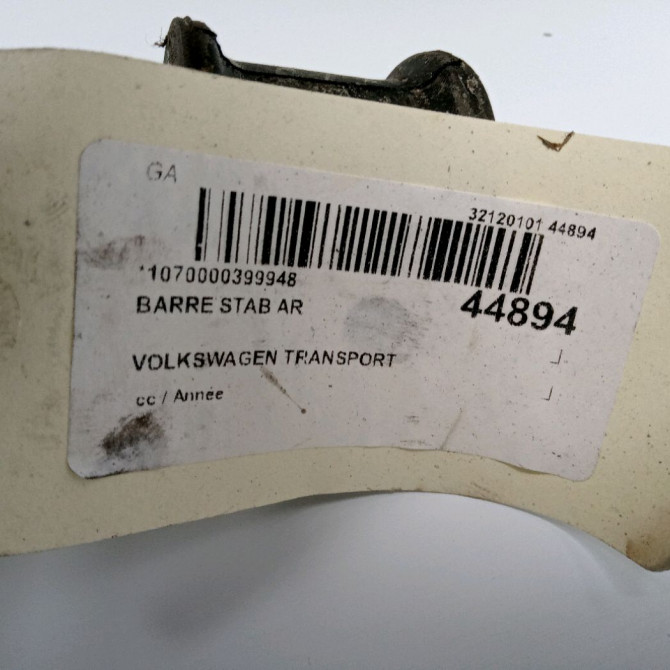 GA
32120101 44894
*1070000399948
BARRE STAB AR
44894
VOLKSWAGEN TRANSPORT
cc / Année